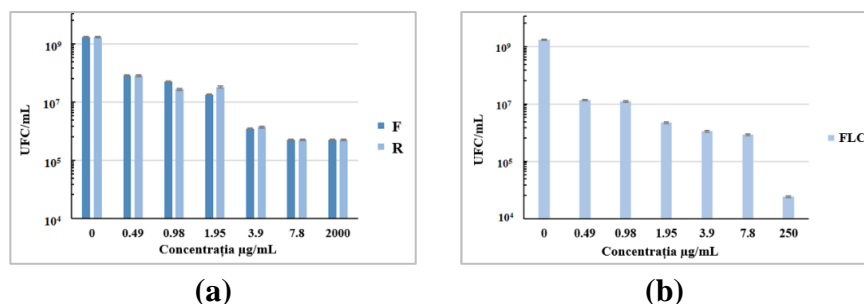 10⁹
10⁷
10⁵
10⁴
UFC/mL
0 0.49 0.98 1.95 3.9 7.8 2000
Concentrația µg/mL
F
R
(a)
10⁹
10⁷
10⁶
10⁴
UFC/mL
0 0.49 0.98 1.95 3.9 7.8 250
Concentrația µg/mL
FLC
(b)